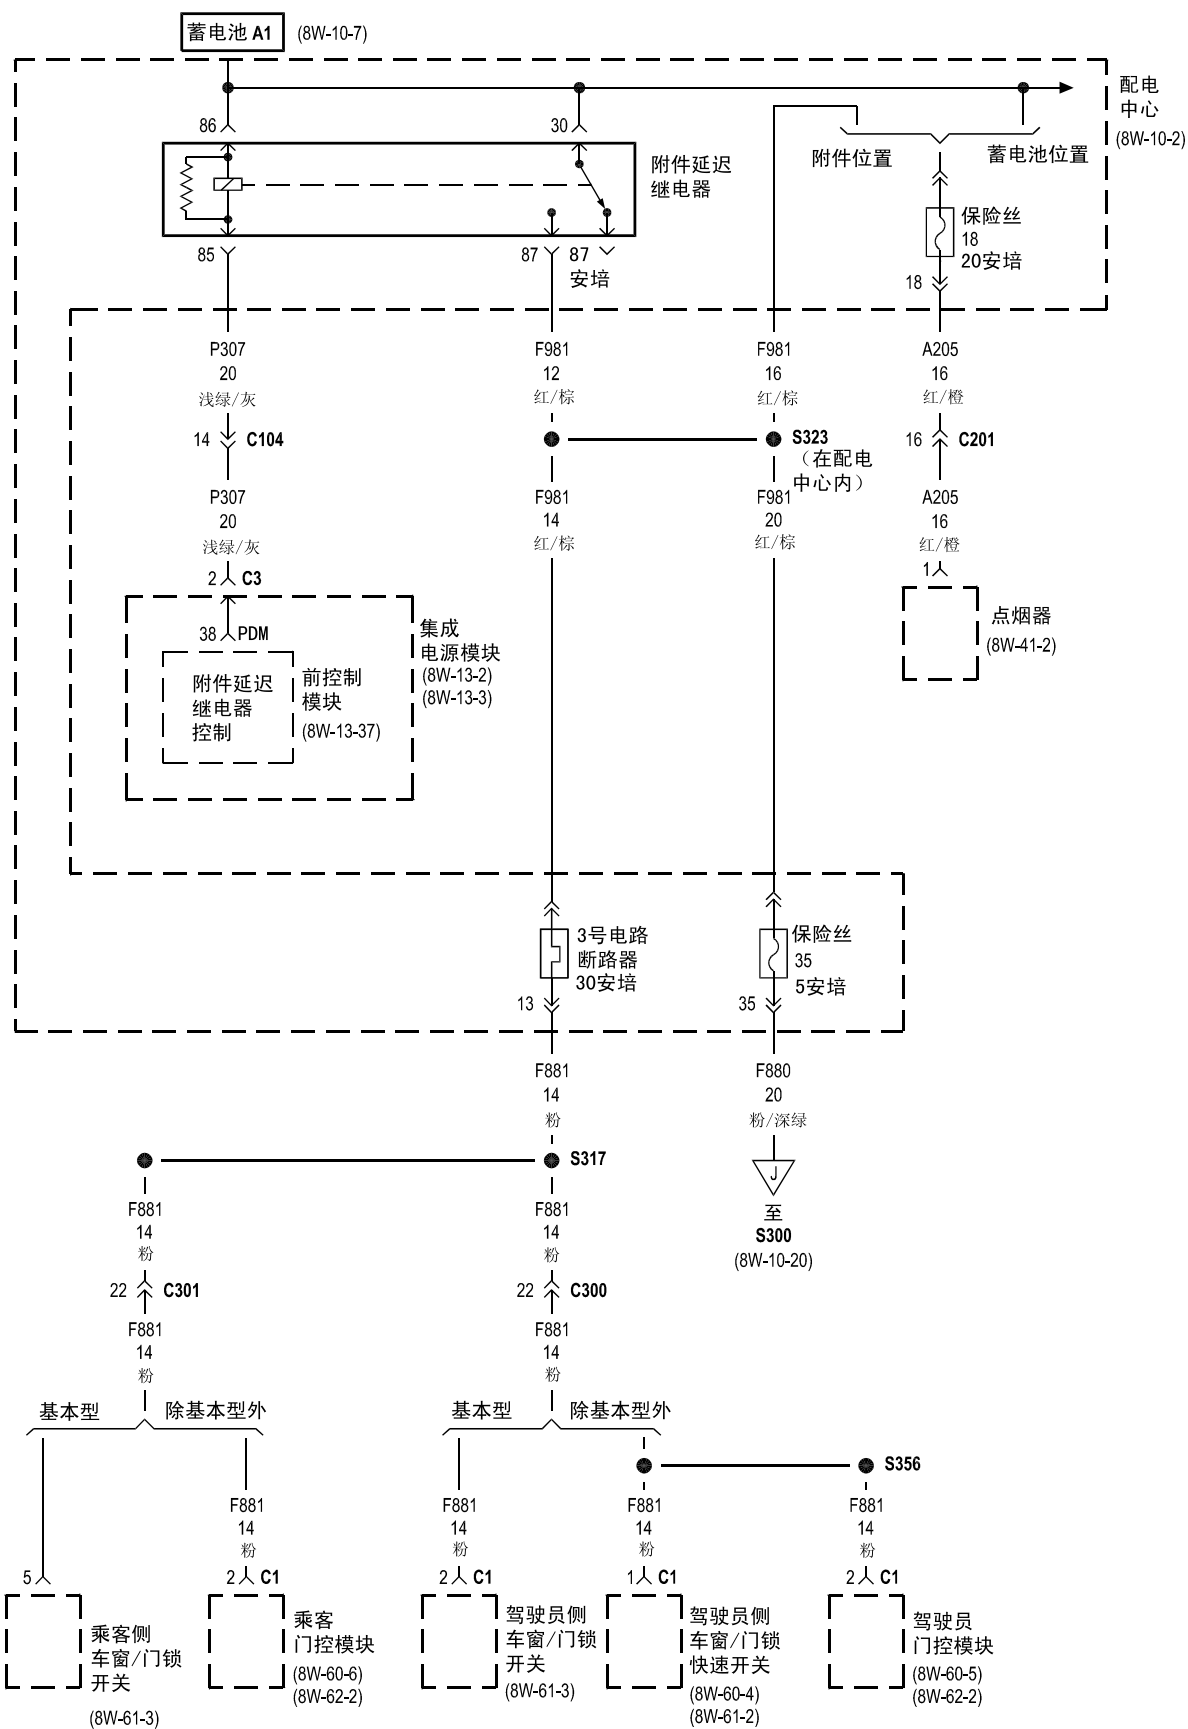 蓄电池 A1 (8W-10-7)
配电
中心
(8W-10-2)
86
30
附件延迟
继电器
附件位置
蓄电池位置
保险丝
18
20安培
85
87
87
安培
18
P307
20
浅绿/灰
F981
12
红/棕
F981
16
红/棕
A205
16
红/橙
14 C104
S323
（在配电
中心内）
16 C201
P307
20
浅绿/灰
F981
14
红/棕
F981
20
红/棕
A205
16
红/橙
2 C3
1
38 PDM
集成
电源模块
(8W-13-2)
(8W-13-3)
点烟器
(8W-41-2)
附件延迟
继电器
控制
前控制
模块
(8W-13-37)
3号电路
断路器
30安培
保险丝
35
5安培
13
35
F881
14
粉
F880
20
粉/深绿
S317
J
至
S300
(8W-10-20)
F881
14
粉
F881
14
粉
22 C301
22 C300
F881
14
粉
F881
14
粉
基本型 除基本型外
基本型 除基本型外
S356
F881
14
粉
F881
14
粉
F881
14
粉
F881
14
粉
5
2 C1
2 C1
1 C1
2 C1
乘客侧
车窗/门锁
开关
(8W-61-3)
乘客
门控模块
(8W-60-6)
(8W-62-2)
驾驶员侧
车窗/门锁
开关
(8W-61-3)
驾驶员侧
车窗/门锁
快速开关
(8W-60-4)
(8W-61-2)
驾驶员
门控模块
(8W-60-5)
(8W-62-2)